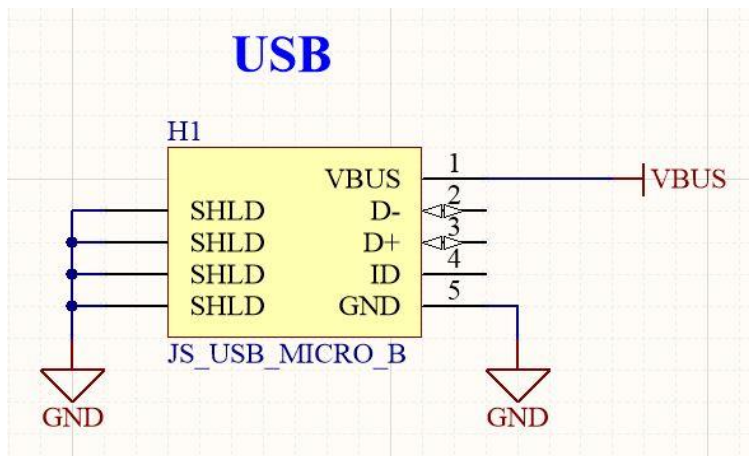 USB
H1
VBUS 1 VBUS
SHLD D- 2
SHLD D+ 3
SHLD ID 4
SHLD GND 5
JS_USB_MICRO_B
GND GND